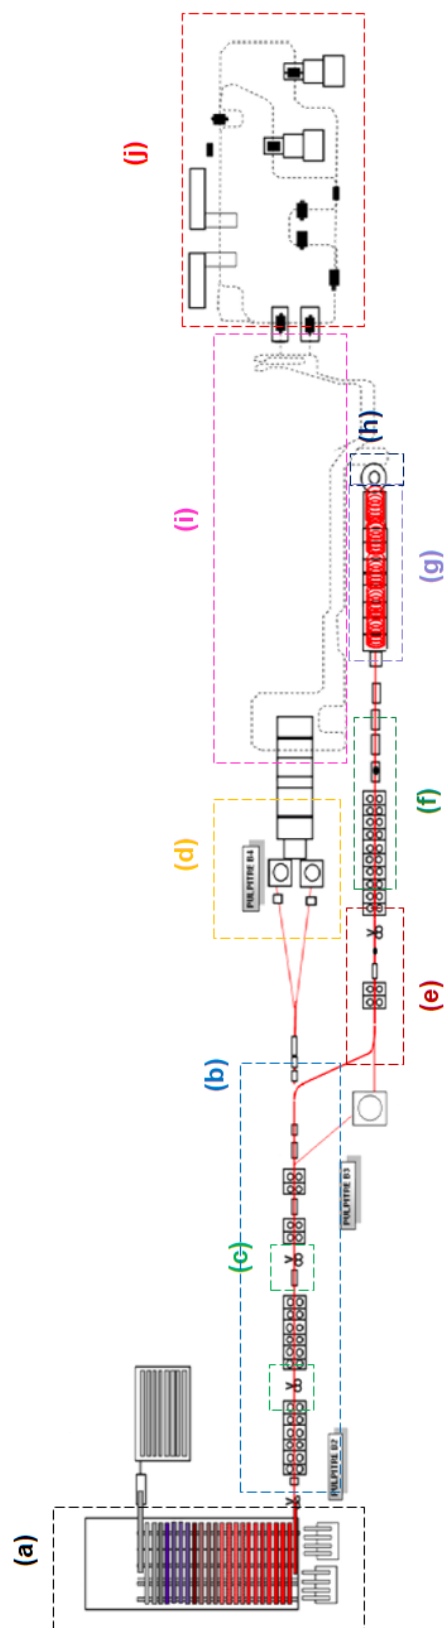 (j)
(h)
(i)
(g)
(d)
PULPITRE B4
(f)
(e)
(b)
(c)
PULPITRE B3
PULPITRE B2
(a)